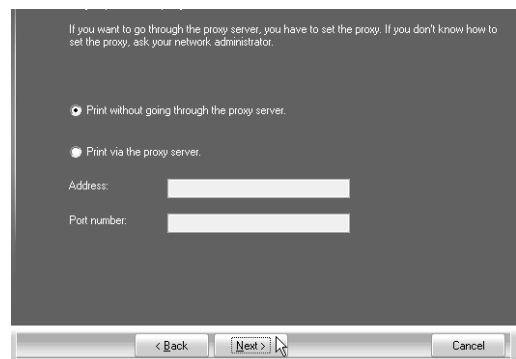 If you want to go through the proxy server, you have to set the proxy. If you don't know how to
set the proxy, ask your network administrator.
Print without going through the proxy server.
Print via the proxy server.
Address:
Port number:
< Back
Next >
Cancel